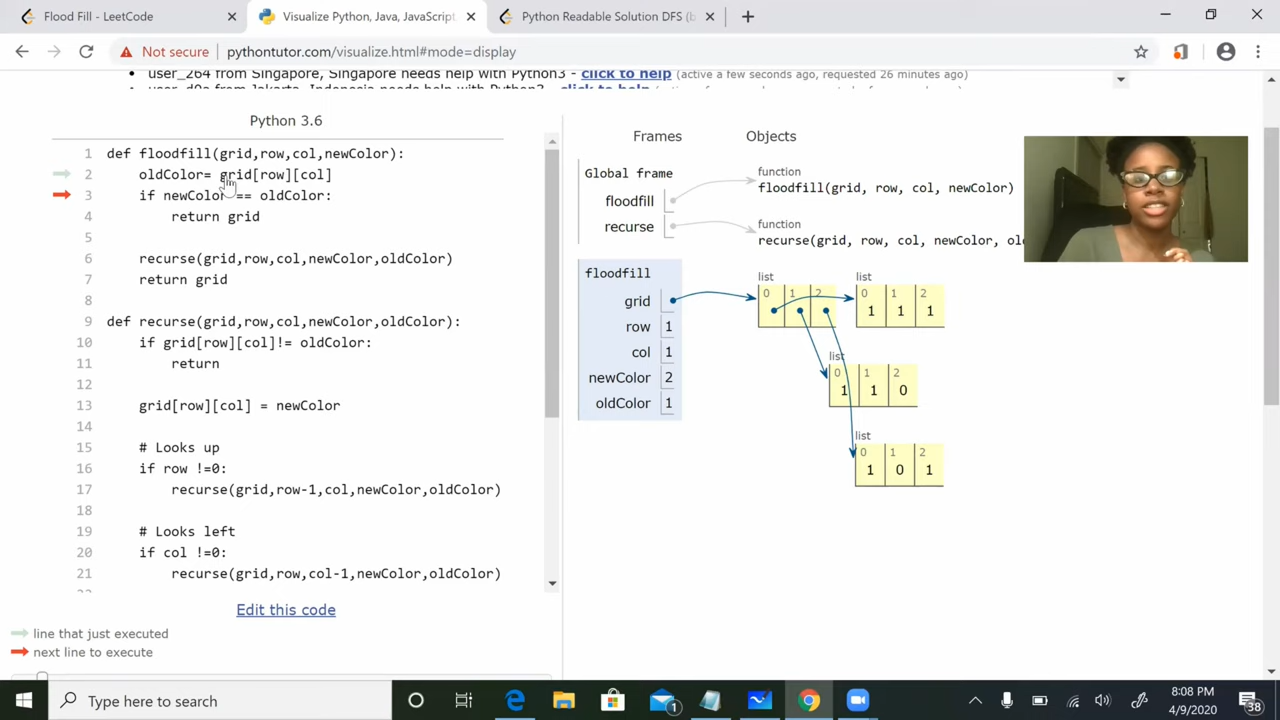 Flood Fill - LeetCode
Visualize Python, Java, JavaScript,
Python Readable Solution DFS (b
Not secure
pythontutor.com/visualize.html#mode=display
user_264 from Singapore, Singapore needs help with Python3 - click to help (active a few seconds ago, requested 26 minutes ago)
Python 3.6
1 def floodfill(grid,row,col,newColor):
2 oldColor= grid[row][col]
3 if newColor == oldColor:
4 return grid
5
6 recurse(grid,row,col,newColor,oldColor)
7 return grid
8
9 def recurse(grid,row,col,newColor,oldColor):
10 if grid[row][col]!= oldColor:
11 return
12
13 grid[row][col] = newColor
14
15 # Looks up
16 if row !=0:
17 recurse(grid,row-1,col,newColor,oldColor)
18
19 # Looks left
20 if col !=0:
21 recurse(grid,row,col-1,newColor,oldColor)
Edit this code
line that just executed
next line to execute
Frames Objects
Global frame
floodfill
recurse
function
floodfill(grid, row, col, newColor)
function
recurse(grid, row, col, newColor, ol
floodfill
grid
row 1
col 1
newColor 2
oldColor 1
list
0 1 2
list
0 1 2
1 1 1
list
0 1 2
1 1 0
list
0 1 2
1 0 1
Type here to search
1
8:08 PM
4/9/2020
38